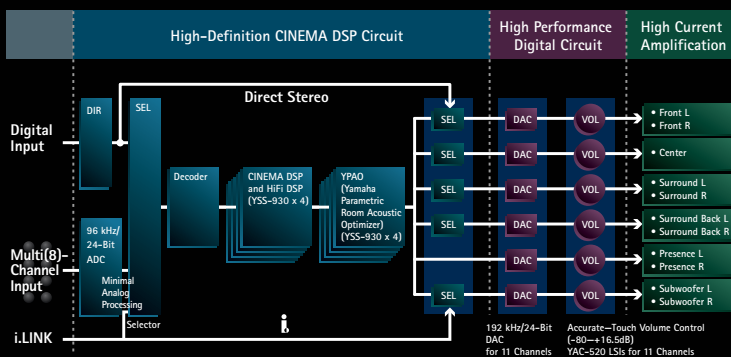 High-Definition CINEMA DSP Circuit
High Performance
Digital Circuit
High Current
Amplification
Direct Stereo
Digital
Input
DIR
SEL
96 kHz/
24-Bit
ADC
Multi(8)-
Channel
Input
Minimal
Analog
Processing
Selector
i.LINK
i
Decoder
CINEMA DSP
and HiFi DSP
(YSS-930 x 4)
YPAO
(Yamaha
Parametric
Room Acoustic
Optimizer)
(YSS-930 x 4)
SEL
DAC
VOL
• Front L
• Front R
SEL
DAC
VOL
• Center
SEL
DAC
VOL
• Surround L
• Surround R
SEL
DAC
VOL
• Surround Back L
• Surround Back R
DAC
VOL
• Presence L
• Presence R
SEL
DAC
VOL
• Subwoofer L
• Subwoofer R
192 kHz/24-Bit
DAC
for 11 Channels
Accurate—Touch Volume Control
(-80—+16.5dB)
YAC-520 LSIs for 11 Channels